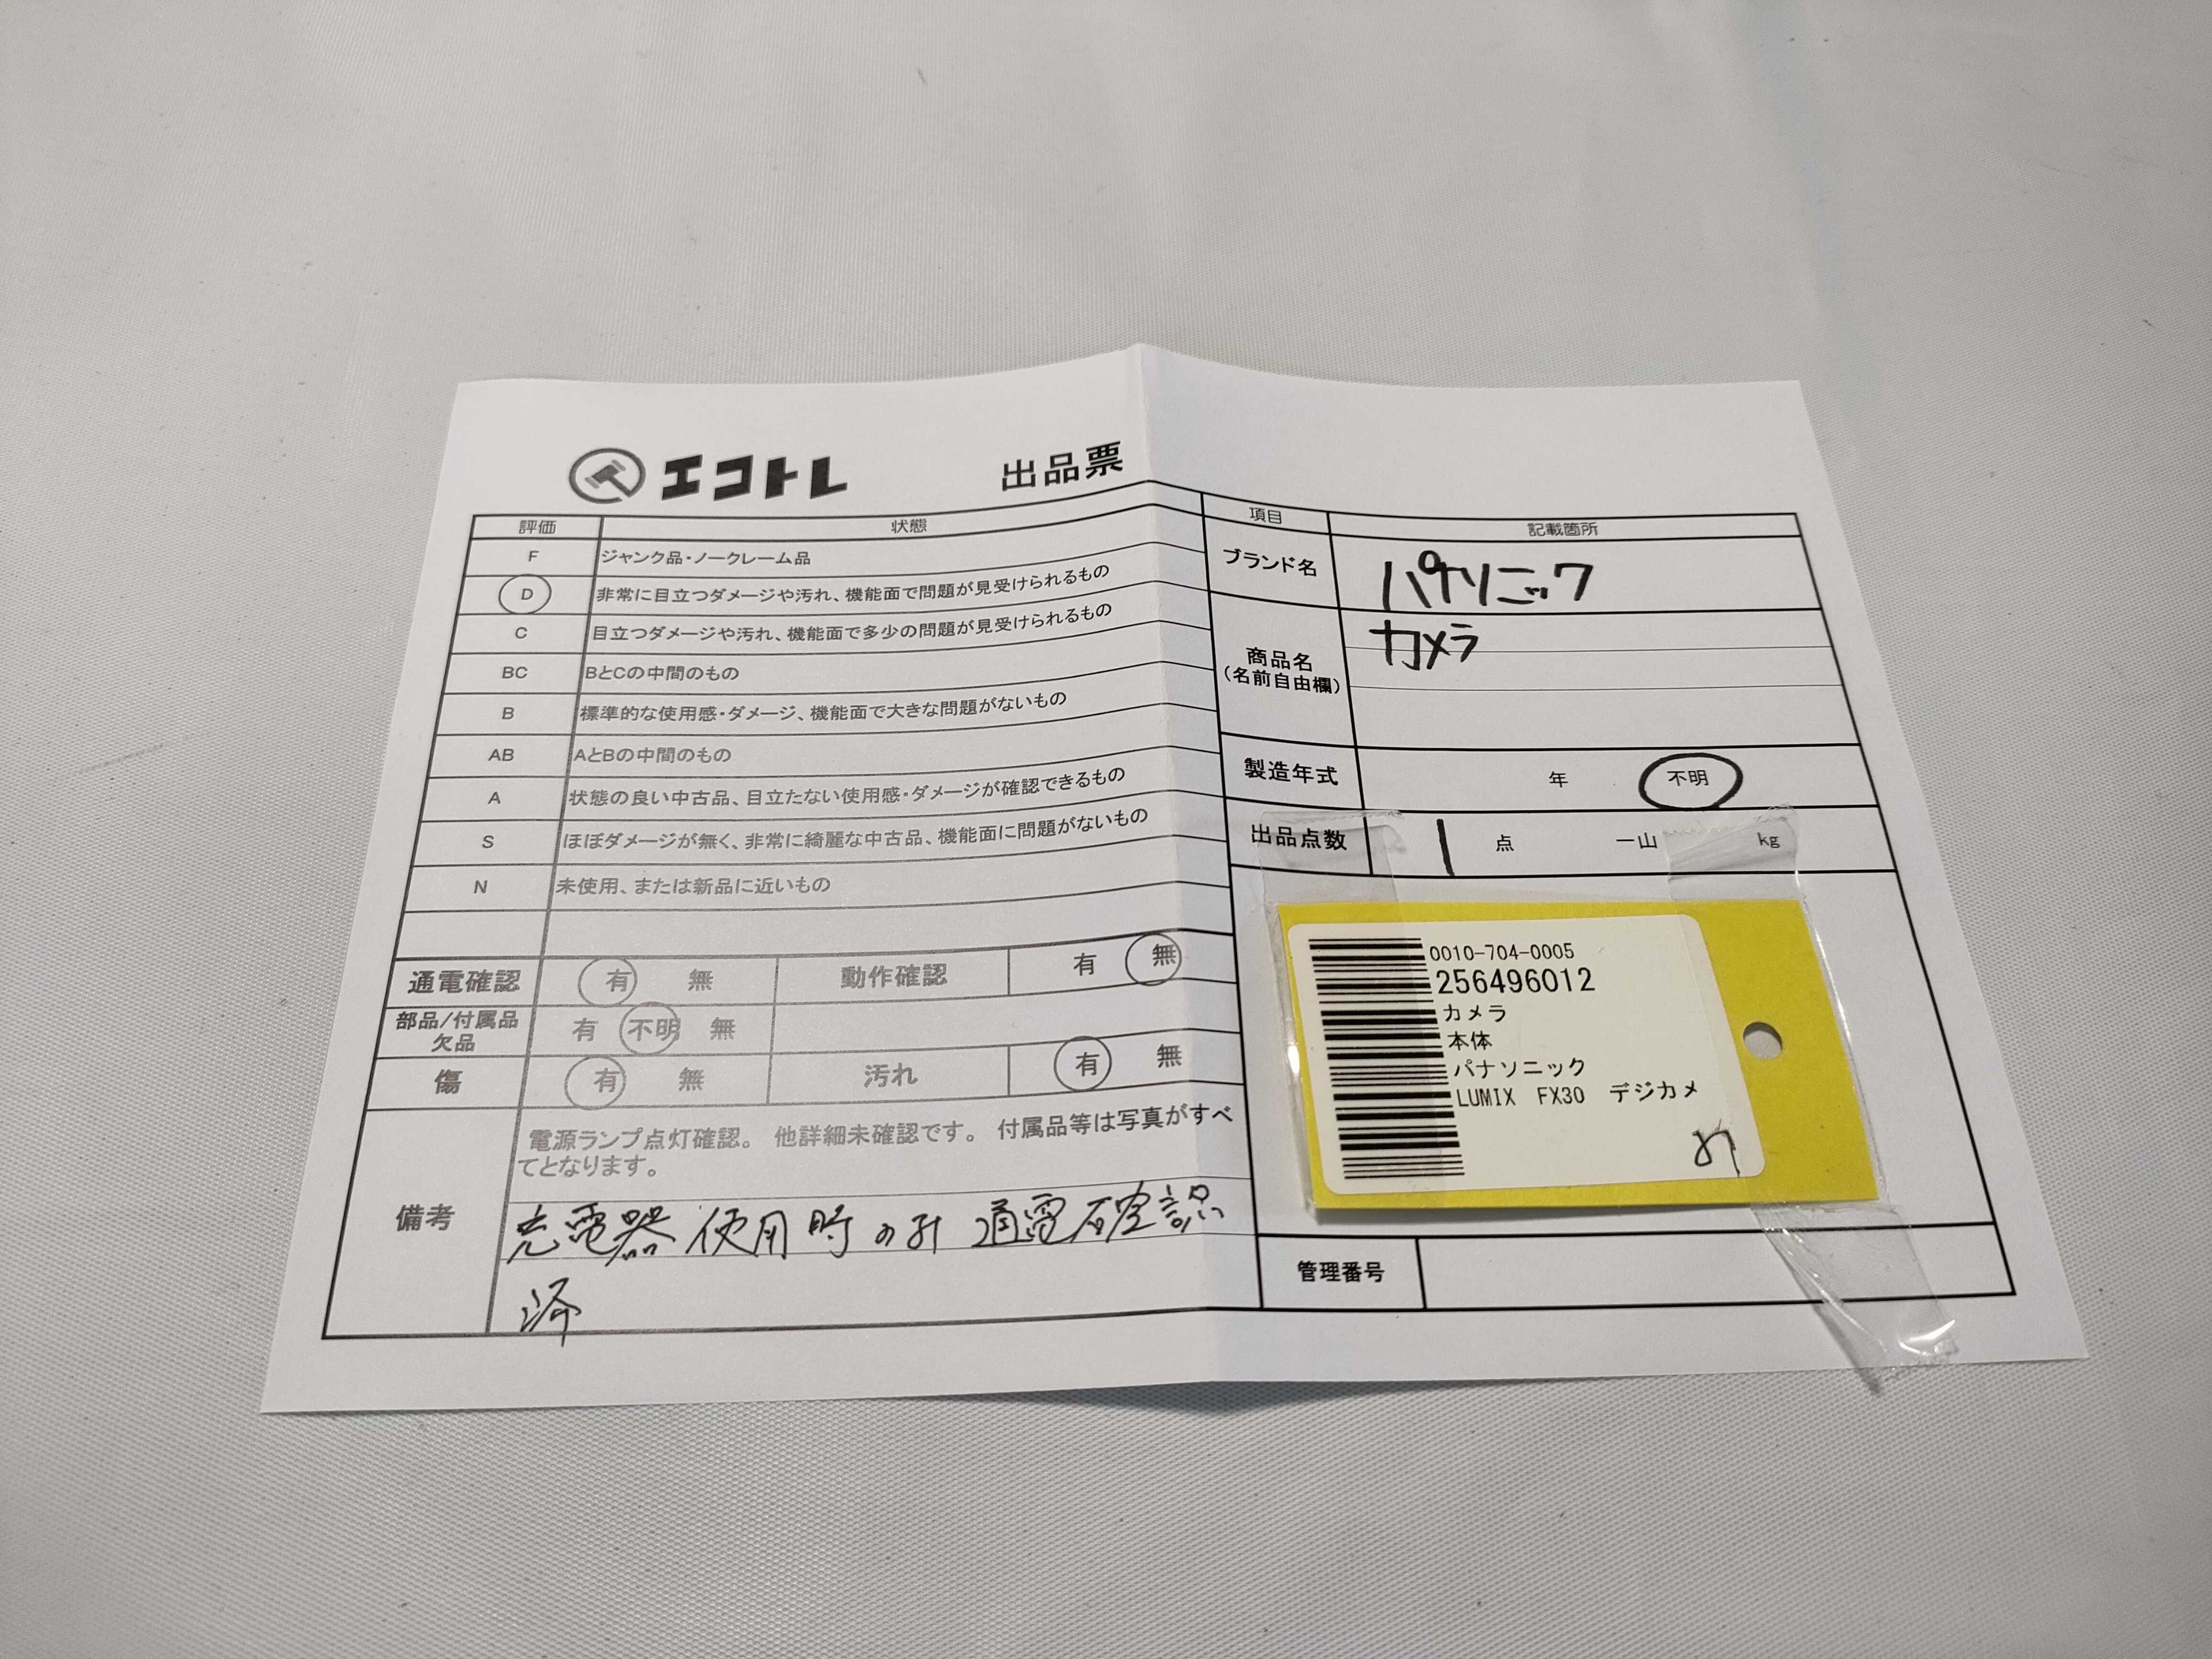 エコトレ 出品票
評価 状態
F ジャンク品・ノークレーム品
D 非常に目立つダメージや汚れ、機能面で問題が見受けられるもの
C 目立つダメージや汚れ、機能面で多少の問題が見受けられるもの
BC BとCの中間のもの
B 標準的な使用感・ダメージ、機能面で大きな問題がないもの
AB AとBの中間のもの
A 状態の良い中古品、目立たない使用感・ダメージが確認できるもの
S ほぼダメージが無く、非常に綺麗な中古品、機能面に問題がないもの
N 未使用、または新品に近いもの
通電確認 有 無 動作確認 有 無
部品/付属品
欠品 有 不明 無
傷 有 無 汚れ 有 無
備考
電源ランプ点灯確認。 他詳細未確認です。 付属品等は写真がすべ
てとなります。
充電器 使用時のみ 通電確認
済
項目 記載箇所
ブランド名 パナソニック
商品名
(名前自由欄)
カメラ
製造年式 年 不明
出品点数 1 点 一山 kg
0010-704-0005
256496012
カメラ
本体
パナソニック
LUMIX FX30 デジカメ
管理番号